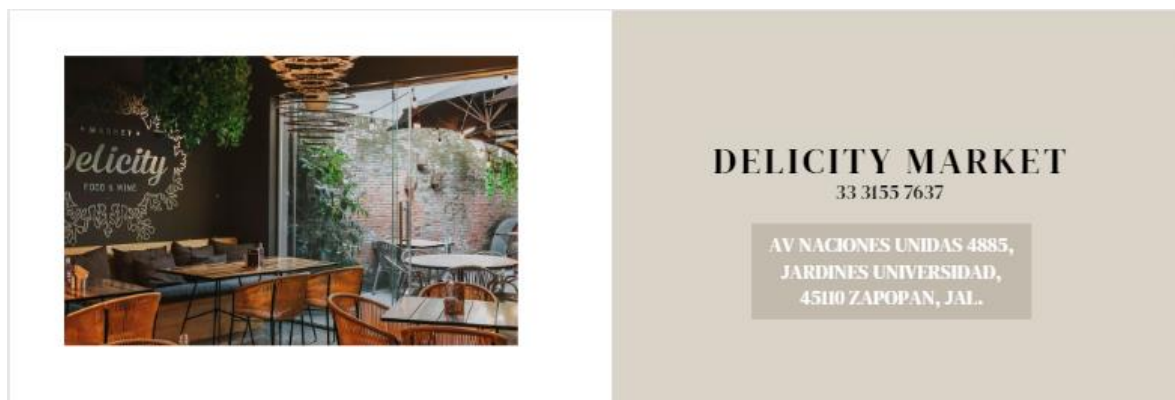 MARKET
Delicity
FOOD & WINE
DELICITY MARKET
33 3155 7637
AV NACIONES UNIDAS 4885,
JARDINES UNIVERSIDAD,
45110 ZAPOPAN, JAL.